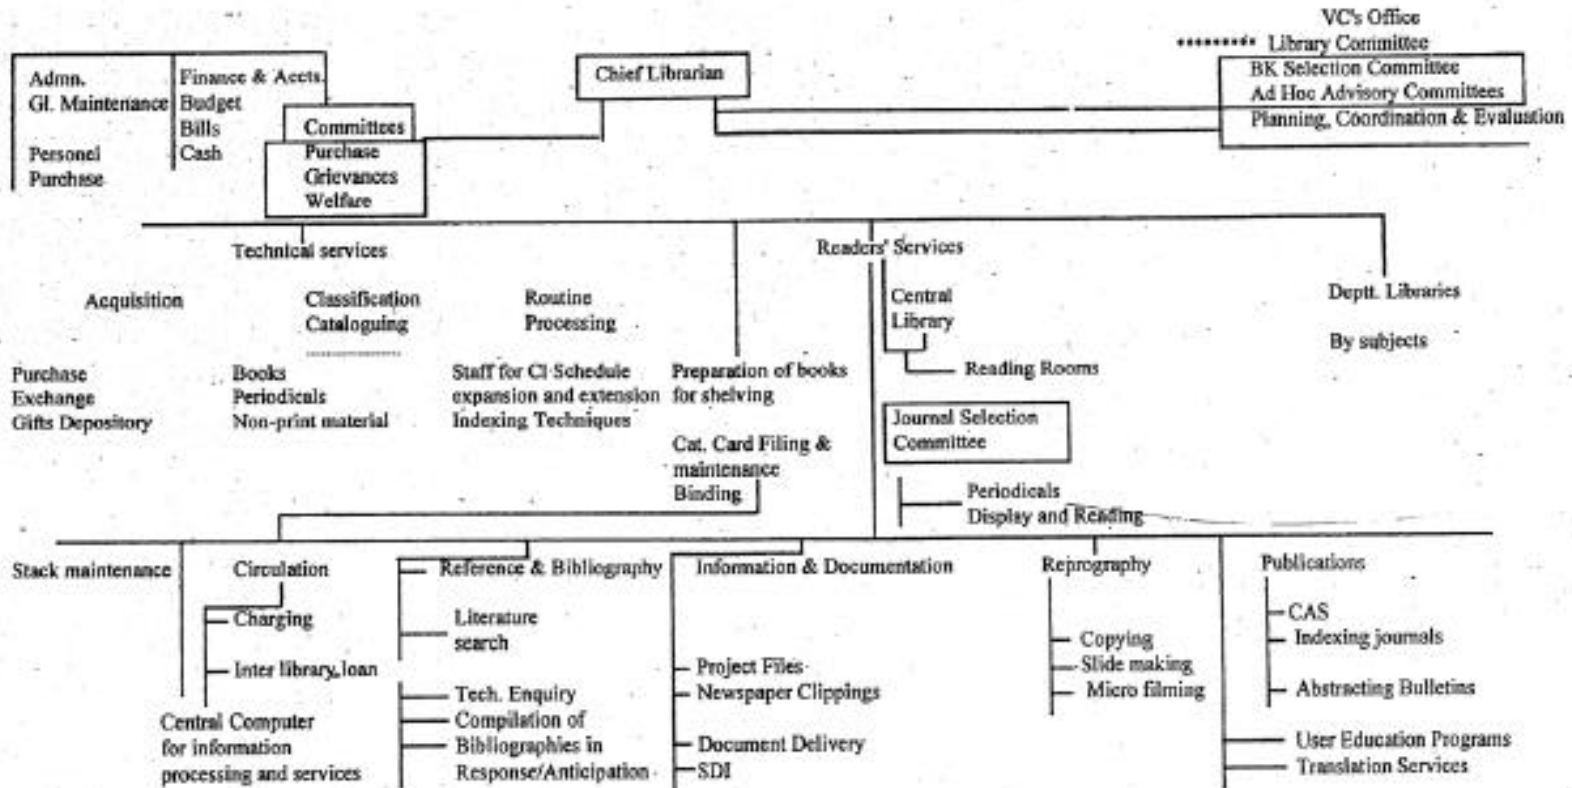 VC's Office
Library Committee
BK Selection Committee
Ad Hoc Advisory Committees
Planning, Coordination & Evaluation
Chief Librarian
Admn.
Gl. Maintenance
Personel
Purchase
Finance & Accts.
Budget
Bills
Cash
Committees
Purchase
Grievances
Welfare
Technical services
Readers' Services
Acquisition
Classification
Cataloguing
Routine
Processing
Central
Library
Deptt. Libraries
By subjects
Reading Rooms
Purchase
Exchange
Gifts Depository
Books
Periodicals
Non-print material
Staff for Cl Schedule
expansion and extension
Indexing Techniques
Preparation of books
for shelving
Cat. Card Filing &
maintenance
Binding
Journal Selection
Committee
Periodicals
Display and Reading
Stack maintenance
Circulation
Charging
Inter library loan
Central Computer
for information
processing and services
Reference & Bibliography
Literature
search
Tech. Enquiry
Compilation of
Bibliographies in
Response/Anticipation
Information & Documentation
Project Files
Newspaper Clippings
Document Delivery
SDI
Reprography
Copying
Slide making
Micro filming
Publications
CAS
Indexing journals
Abstracting Bulletins
User Education Programs
Translation Services